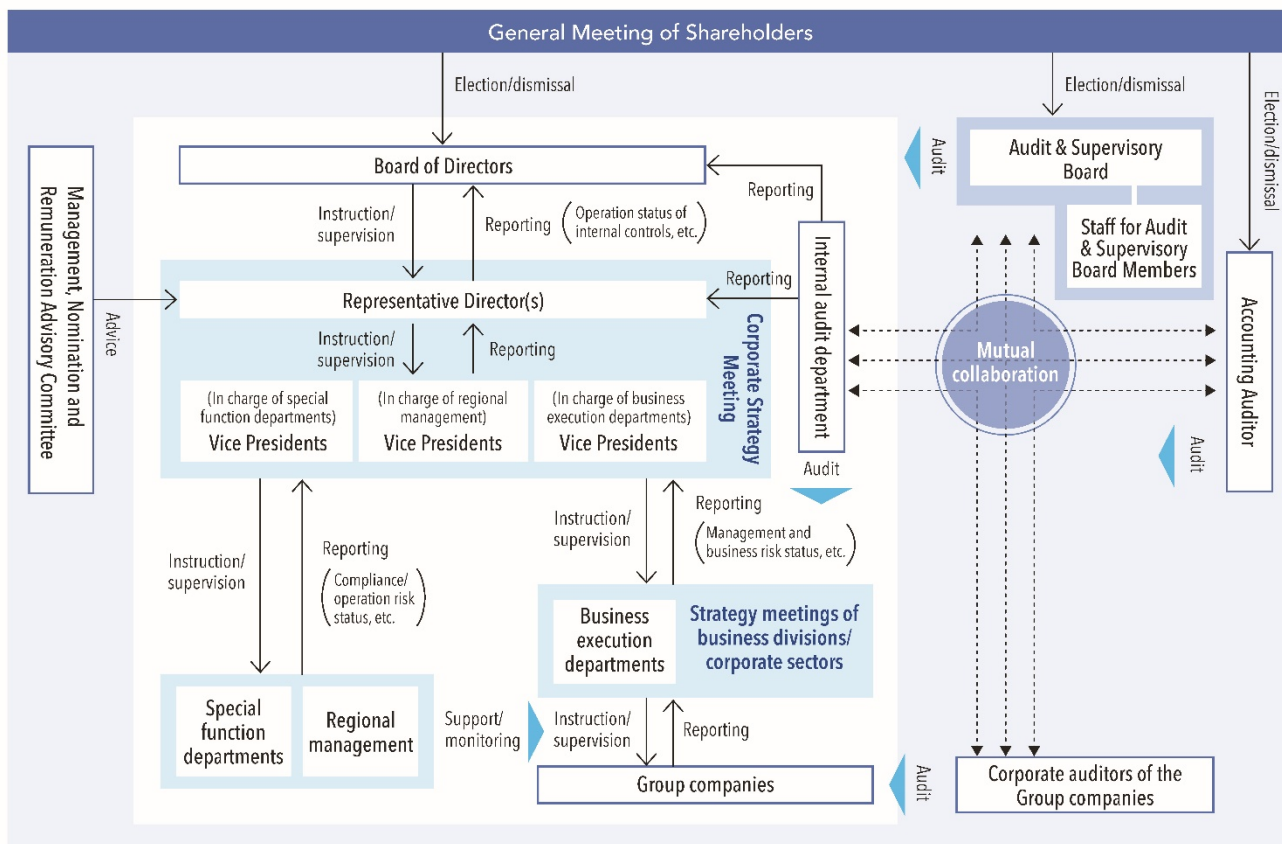 General Meeting of Shareholders
Election/dismissal
Election/dismissal
Election/dismissal
Management, Nomination and
Remuneration Advisory Committee
Advice
Board of Directors
Audit
Audit & Supervisory
Board
Staff for Audit
& Supervisory
Board Members
Instruction/
supervision
Reporting
(Operation status of
internal controls, etc.)
Reporting
Internal audit department
Reporting
Representative Director(s)
Corporate Strategy
Meeting
Instruction/
supervision
Reporting
(In charge of special
function departments)
Vice Presidents
(In charge of regional
management)
Vice Presidents
(In charge of business
execution departments)
Vice Presidents
Mutual
collaboration
Accounting Auditor
Audit
Audit
Instruction/
supervision
Reporting
(Compliance/
operation risk
status, etc.)
Instruction/
supervision
Reporting
(Management and
business risk status, etc.)
Business
execution
departments
Strategy meetings of
business divisions/
corporate sectors
Special
function
departments
Regional
management
Support/
monitoring
Instruction/
supervision
Reporting
Group companies
Audit
Corporate auditors of the
Group companies